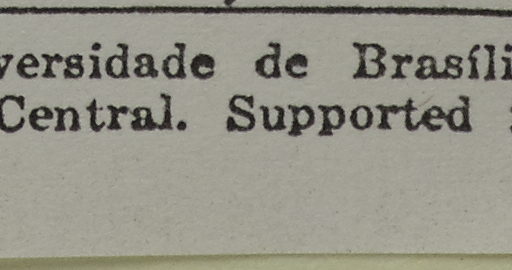 versidade de Brasíli
Central. Supported